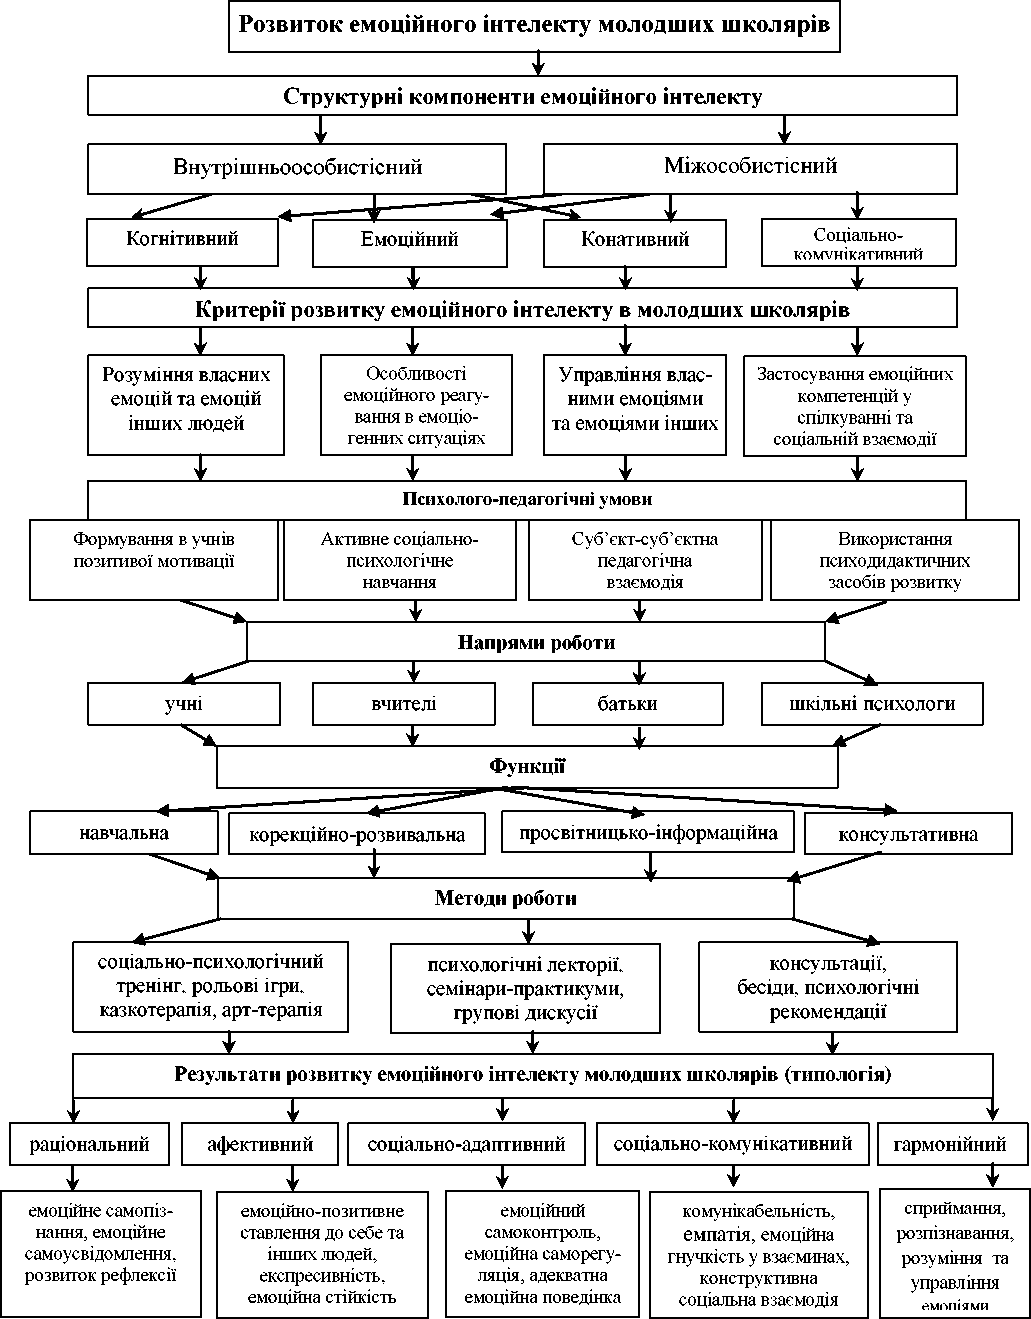 Розвиток емоційного інтелекту молодших школярів
Структурні компоненти емоційного інтелекту
Внутрішньоособистісний
Міжособистісний
Когнітивний
Емоційний
Конативний
Соціально-
комунікативний
Критерії розвитку емоційного інтелекту в молодших школярів
Розуміння власних
емоцій та емоцій
інших людей
Особливості
емоційного реагу-
вання в емоціо-
генних ситуаціях
Управління влас-
ними емоціями
та емоціями інших
Застосування емоційних
компетенцій у
спілкуванні та
соціальній взаємодії
Психолого-педагогічні умови
Формування в учнів
позитивої мотивації
Активне соціально-
психологічне
навчання
Суб’єкт-суб’єктна
педагогічна
взаємодія
Використання
психодидактичних
засобів розвитку
Напрями роботи
учні
вчителі
батьки
шкільні психологи
Функції
навчальна
корекційно-розвивальна
просвітницько-інформаційна
консультативна
Методи роботи
соціально-психологічний
тренінг, рольові ігри,
казкотерапія, арт-терапія
психологічні лекторії,
семінари-практикуми,
групові дискусії
консультації,
бесіди, психологічні
рекомендації
Результати розвитку емоційного інтелекту молодших школярів (типологія)
раціональний
афективний
соціально-адаптивний
соціально-комунікативний
гармонійний
емоційне самопіз-
нання, емоційне
самоусвідомлення,
розвиток рефлексії
емоційно-позитивне
ставлення до себе та
інших людей,
експресивність,
емоційна стійкість
емоційний
самоконтроль,
емоційна саморегу-
ляція, адекватна
емоційна поведінка
комунікабельність,
емпатія, емоційна
гнучкість у взаєминах,
конструктивна
соціальна взаємодія
сприймання,
розпізнавання,
розуміння та
управління
емоціями